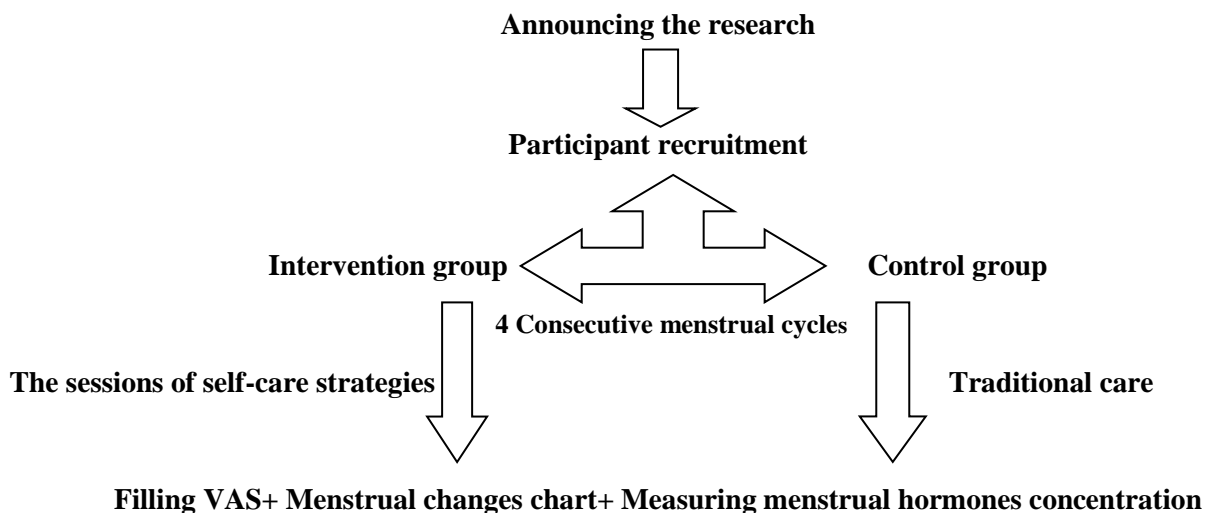 Announcing the research
Participant recruitment
Intervention group
Control group
4 Consecutive menstrual cycles
The sessions of self-care strategies
Traditional care
Filling VAS+ Menstrual changes chart+ Measuring menstrual hormones concentration